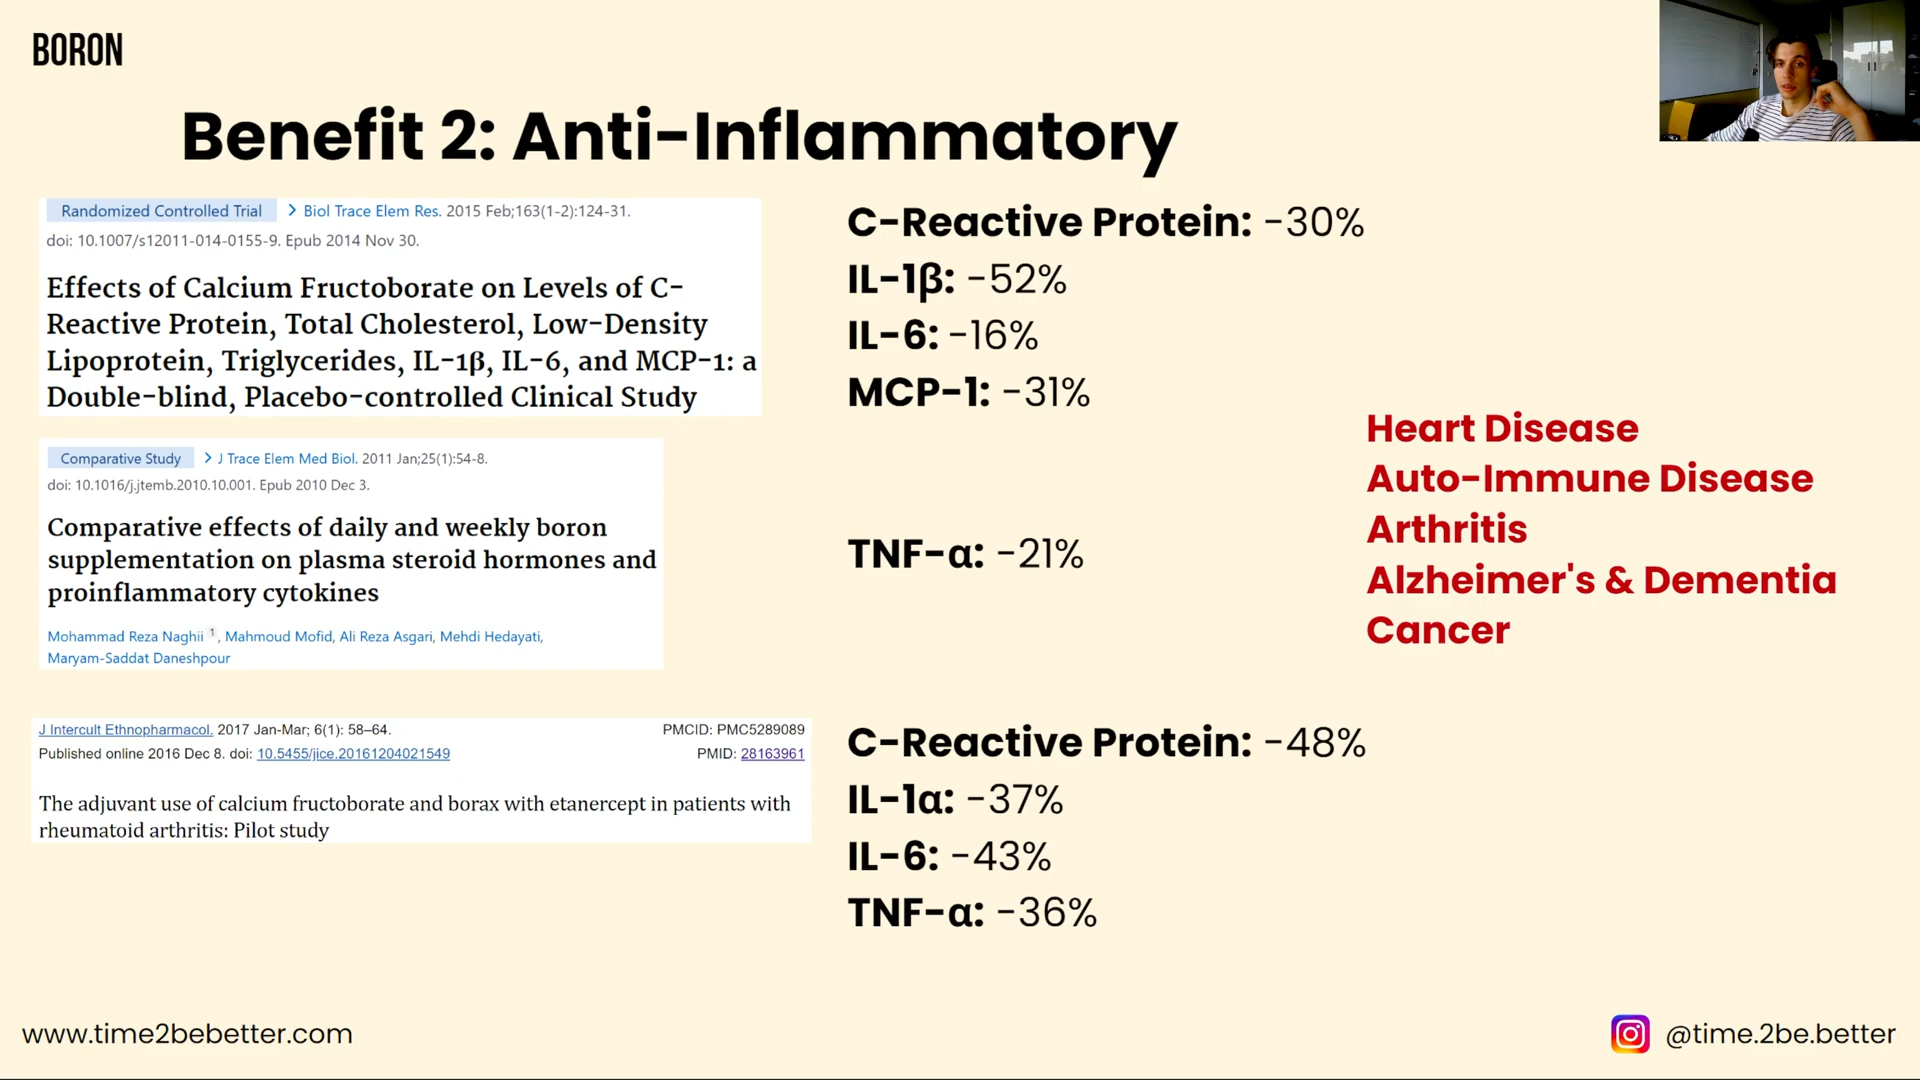 BORON
Benefit 2: Anti-Inflammatory
Randomized Controlled Trial > Biol Trace Elem Res. 2015 Feb;163(1-2):124-31.
doi: 10.1007/s12011-014-0155-9. Epub 2014 Nov 30.
Effects of Calcium Fructoborate on Levels of C-
Reactive Protein, Total Cholesterol, Low-Density
Lipoprotein, Triglycerides, IL-1β, IL-6, and MCP-1: a
Double-blind, Placebo-controlled Clinical Study
C-Reactive Protein: -30%
IL-1β: -52%
IL-6: -16%
MCP-1: -31%
Comparative Study > J Trace Elem Med Biol. 2011 Jan;25(1):54-8.
doi: 10.1016/j.jtemb.2010.10.001. Epub 2010 Dec 3.
Comparative effects of daily and weekly boron
supplementation on plasma steroid hormones and
proinflammatory cytokines
Mohammad Reza Naghii 1, Mahmoud Mofid, Ali Reza Asgari, Mehdi Hedayati,
Maryam-Saddat Daneshpour
TNF-α: -21%
Heart Disease
Auto-Immune Disease
Arthritis
Alzheimer's & Dementia
Cancer
J Intercult Ethnopharmacol. 2017 Jan-Mar; 6(1): 58–64.
PMCID: PMC5289089
Published online 2016 Dec 8. doi: 10.5455/jice.20161204021549
PMID: 28163961
The adjuvant use of calcium fructoborate and borax with etanercept in patients with
rheumatoid arthritis: Pilot study
C-Reactive Protein: -48%
IL-1α: -37%
IL-6: -43%
TNF-α: -36%
www.time2bebetter.com
@time.2be.better